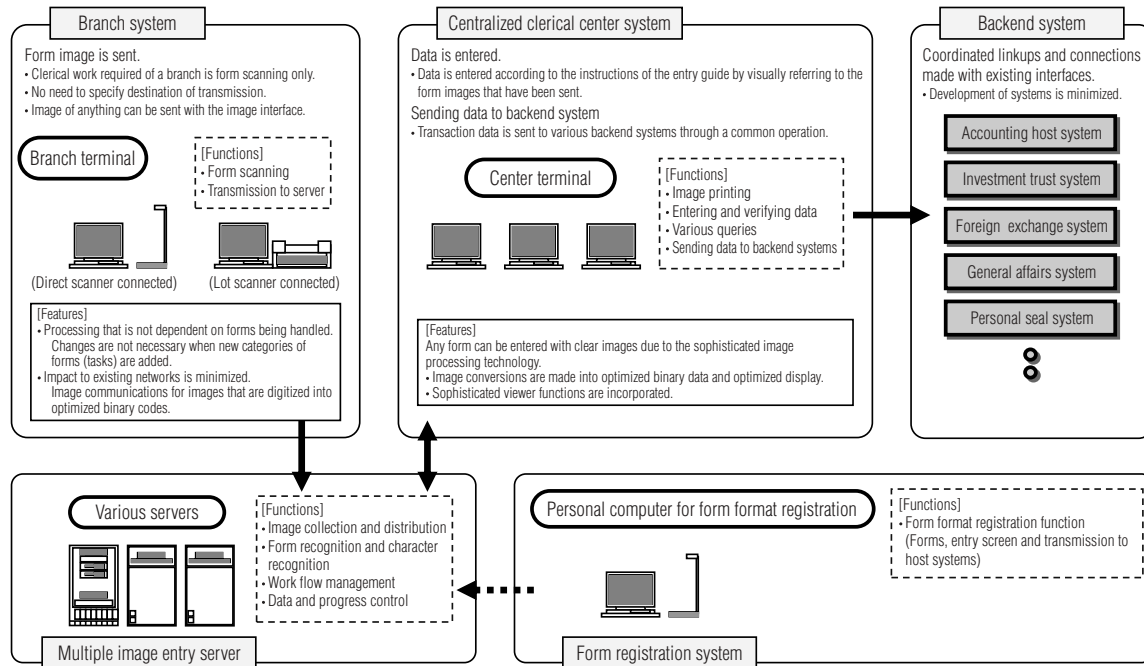 Branch system
Form image is sent.
• Clerical work required of a branch is form scanning only.
• No need to specify destination of transmission.
• Image of anything can be sent with the image interface.
Branch terminal
[Functions]
• Form scanning
• Transmission to server
(Direct scanner connected)
(Lot scanner connected)
[Features]
• Processing that is not dependent on forms being handled.
Changes are not necessary when new categories of
forms (tasks) are added.
• Impact to existing networks is minimized.
Image communications for images that are digitized into
optimized binary codes.
Centralized clerical center system
Data is entered.
• Data is entered according to the instructions of the entry guide by visually referring to the
form images that have been sent.
Sending data to backend system
• Transaction data is sent to various backend systems through a common operation.
Center terminal
[Functions]
• Image printing
• Entering and verifying data
• Various queries
• Sending data to backend systems
[Features]
Any form can be entered with clear images due to the sophisticated image
processing technology.
• Image conversions are made into optimized binary data and optimized display.
• Sophisticated viewer functions are incorporated.
Backend system
Coordinated linkups and connections
made with existing interfaces.
• Development of systems is minimized.
Accounting host system
Investment trust system
Foreign exchange system
General affairs system
Personal seal system
Various servers
[Functions]
• Image collection and distribution
• Form recognition and character
recognition
• Work flow management
• Data and progress control
Multiple image entry server
Personal computer for form format registration
[Functions]
• Form format registration function
(Forms, entry screen and transmission to
host systems)
Form registration system